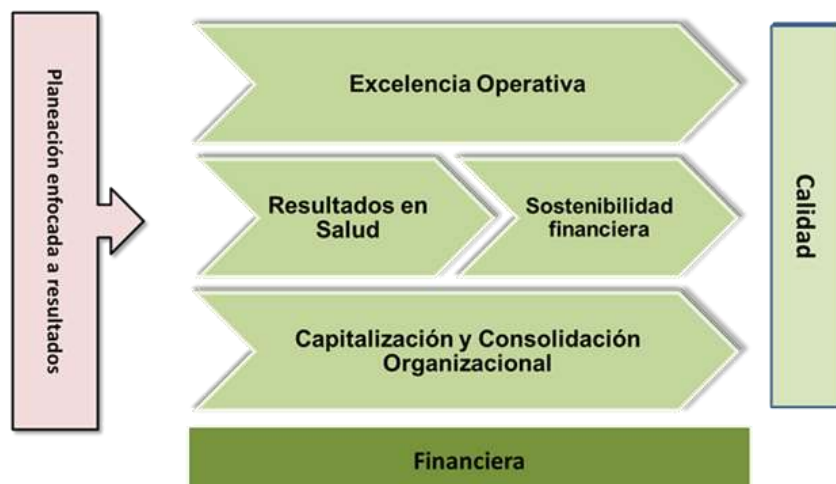 Planeación enfocada a resultados
Excelencia Operativa
Resultados en
Salud
Sostenibilidad
financiera
Capitalización y Consolidación
Organizacional
Calidad
Financiera